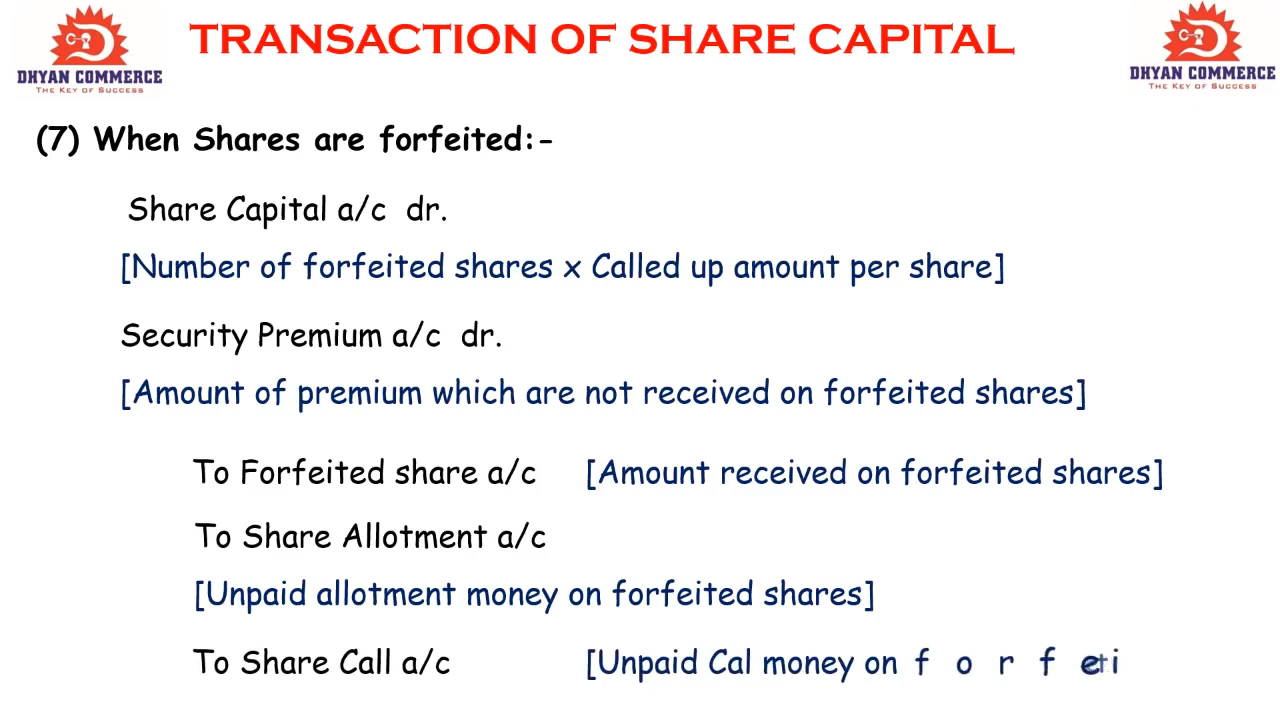 TRANSACTION OF SHARE CAPITAL
DHYAN COMMERCE
THE KEY OF SUCCESS
DHYAN COMMERCE
THE KEY OF SUCCESS
(7) When Shares are forfeited:-
Share Capital a/c dr.
[Number of forfeited shares x Called up amount per share]
Security Premium a/c dr.
[Amount of premium which are not received on forfeited shares]
To Forfeited share a/c [Amount received on forfeited shares]
To Share Allotment a/c
[Unpaid allotment money on forfeited shares]
To Share Call a/c [Unpaid Cal money on